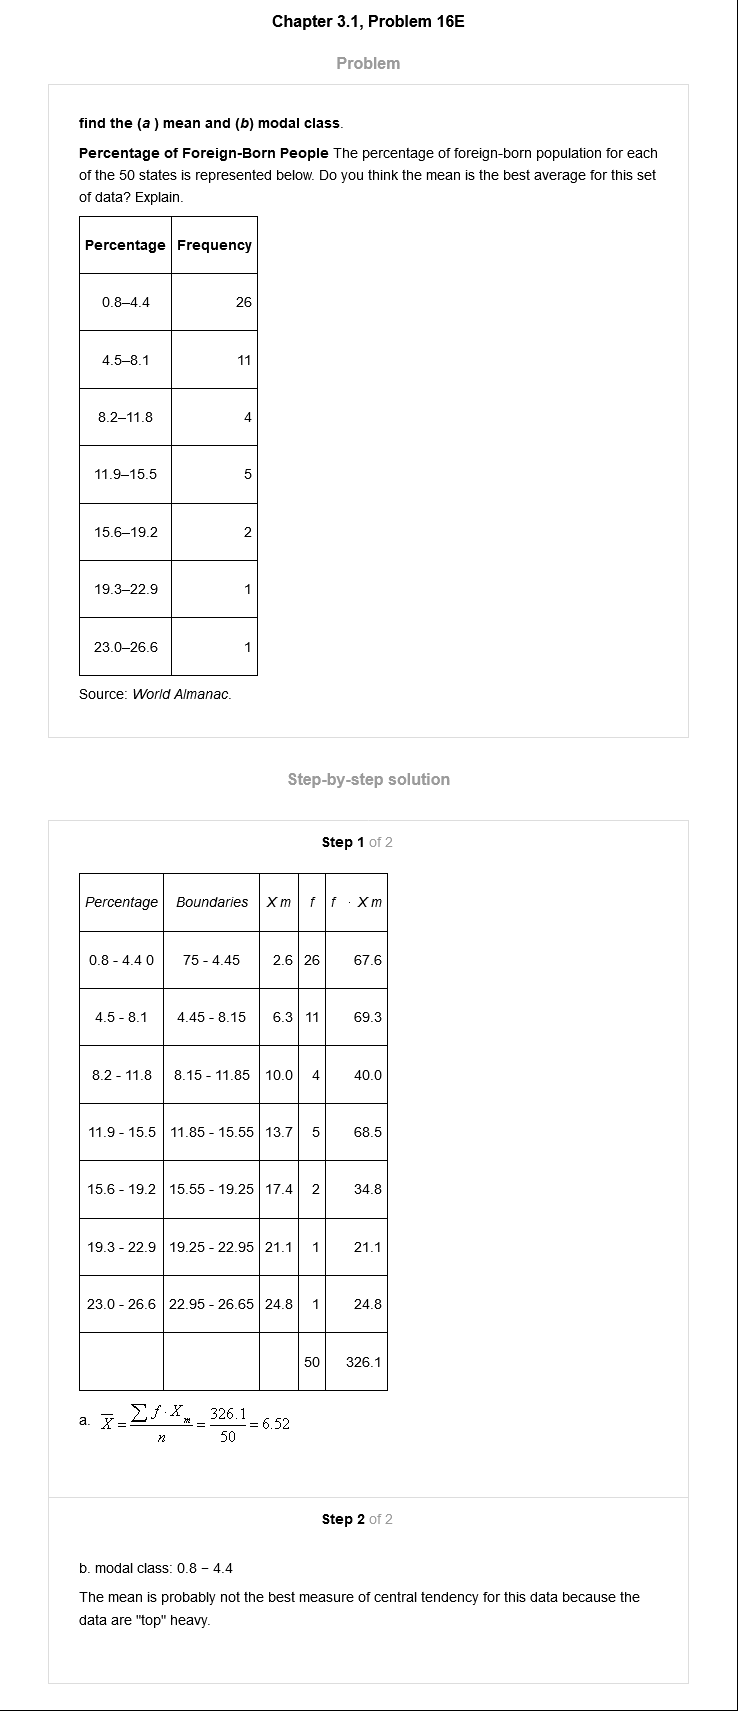 Chapter 3.1, Problem 16E
Problem
find the (a ) mean and (b) modal class.
Percentage of Foreign-Born People The percentage of foreign-born population for each
of the 50 states is represented below. Do you think the mean is the best average for this set
of data? Explain.
Percentage Frequency
0.8–4.4 26
4.5–8.1 11
8.2–11.8 4
11.9–15.5 5
15.6–19.2 2
19.3–22.9 1
23.0–26.6 1
Source: World Almanac.
Step-by-step solution
Step 1 of 2
Percentage Boundaries X m f f · X m
0.8 - 4.4 0 75 - 4.45 2.6 26 67.6
4.5 - 8.1 4.45 - 8.15 6.3 11 69.3
8.2 - 11.8 8.15 - 11.85 10.0 4 40.0
11.9 - 15.5 11.85 - 15.55 13.7 5 68.5
15.6 - 19.2 15.55 - 19.25 17.4 2 34.8
19.3 - 22.9 19.25 - 22.95 21.1 1 21.1
23.0 - 26.6 22.95 - 26.65 24.8 1 24.8
50 326.1
a. X̅ = ∑ f · Xₘ / n = 326.1 / 50 = 6.52
Step 2 of 2
b. modal class: 0.8 − 4.4
The mean is probably not the best measure of central tendency for this data because the
data are "top" heavy.